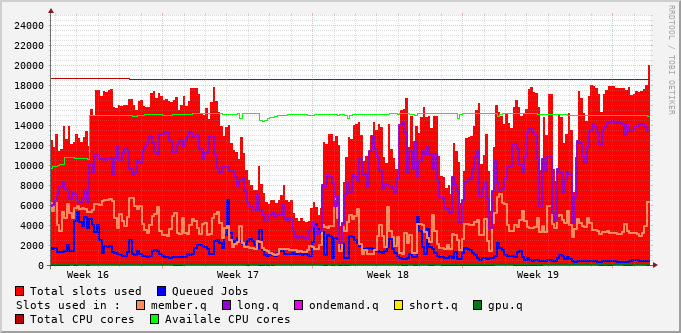 24000
22000
20000
18000
16000
14000
12000
10000
8000
6000
4000
2000
0
Week 16 Week 17 Week 18 Week 19
Total slots used Queued Jobs
Slots used in : member.q long.q ondemand.q short.q gpu.q
Total CPU cores Availale CPU cores
RRDTOOL / TOBI OETIKER